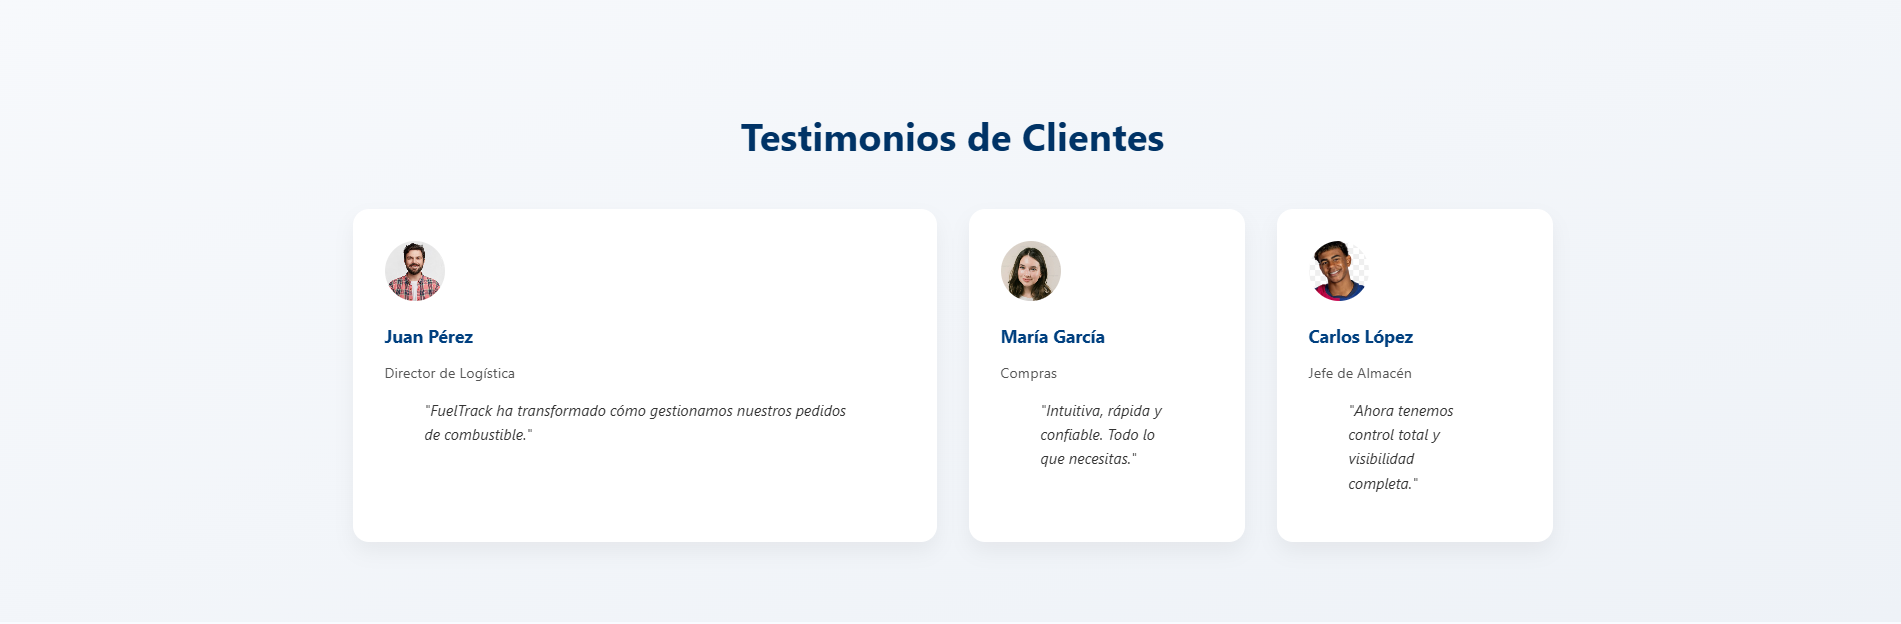 Testimonios de Clientes
Juan Pérez
Director de Logística
"FuelTrack ha transformado cómo gestionamos nuestros pedidos
de combustible."
María García
Compras
"Intuitiva, rápida y
confiable. Todo lo
que necesitas."
Carlos López
Jefe de Almacén
"Ahora tenemos
control total y
visibilidad
completa."